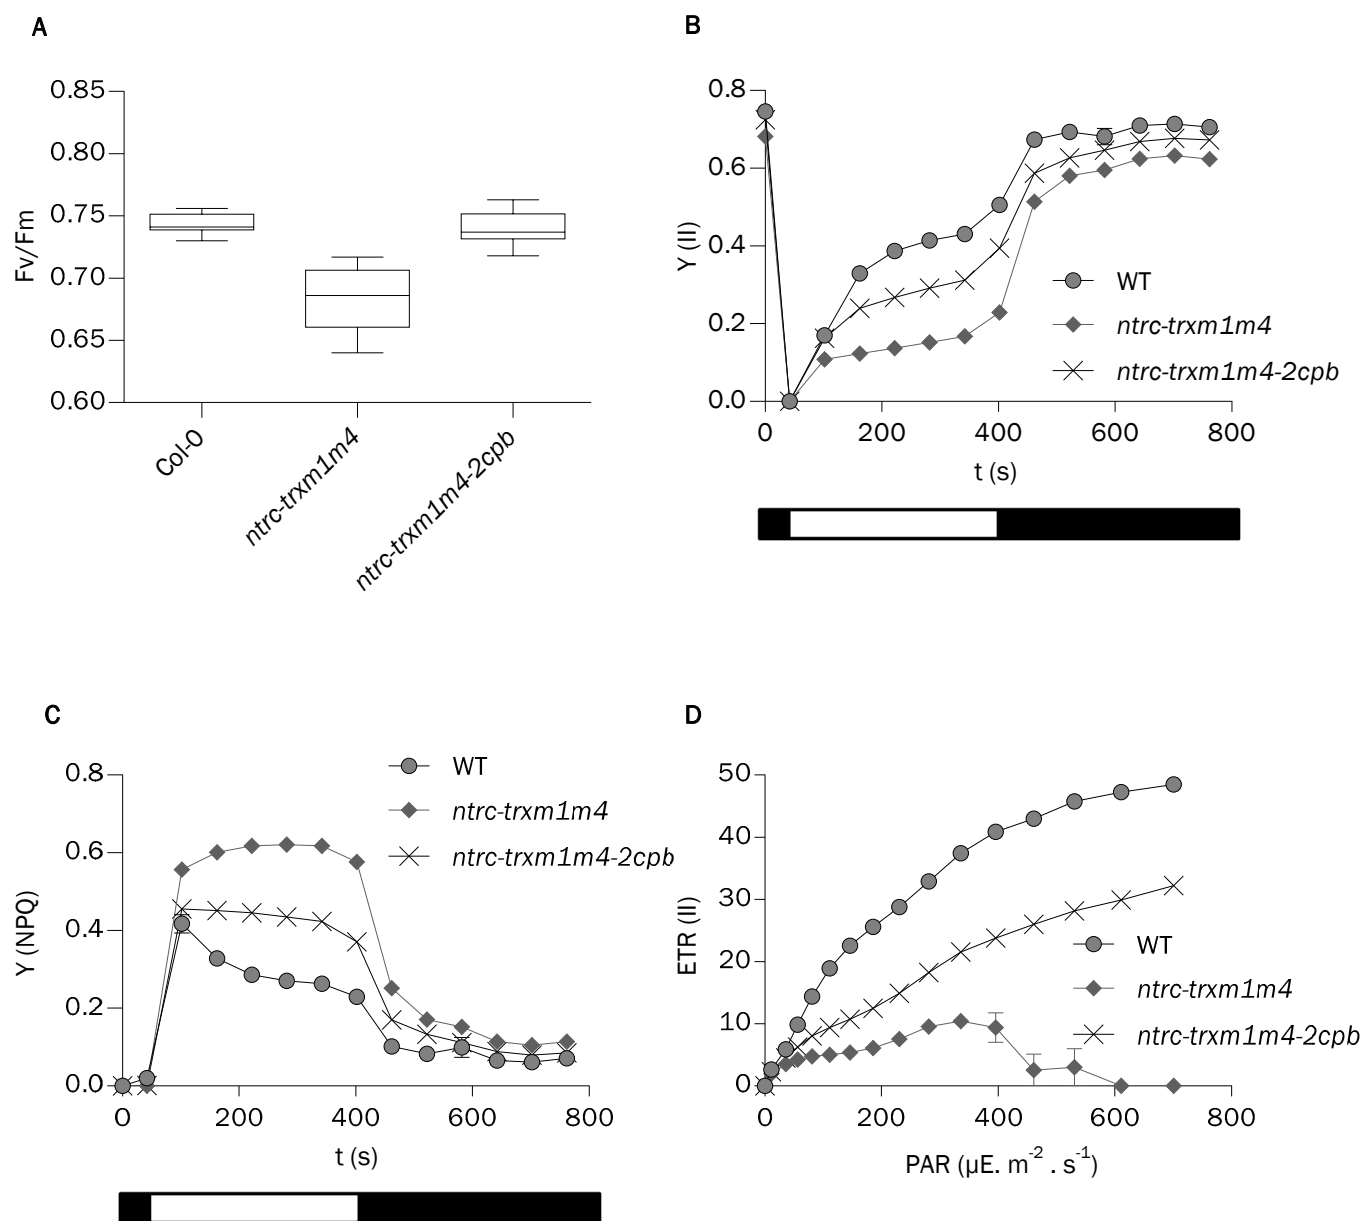 A
0.85
0.80
0.75
0.70
0.65
0.60
Fv/Fm
Col-0
ntrc-trxm1m4
ntrc-trxm1m4-2cpb
B
0.8
0.6
0.4
0.2
0.0
Y (II)
0 200 400 600 800
t (s)
WT
ntrc-trxm1m4
ntrc-trxm1m4-2cpb
C
0.8
0.6
0.4
0.2
0.0
Y (NPQ)
0 200 400 600 800
t (s)
WT
ntrc-trxm1m4
ntrc-trxm1m4-2cpb
D
50
40
30
20
10
0
ETR (II)
0 200 400 600 800
PAR (µE. m-2 . s-1)
WT
ntrc-trxm1m4
ntrc-trxm1m4-2cpb